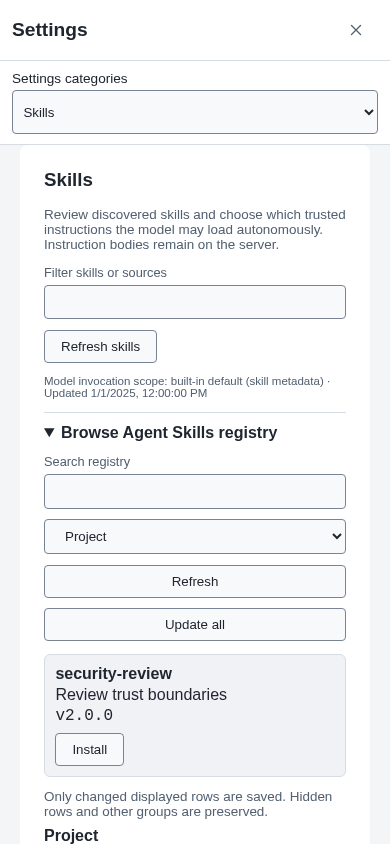 Settings
Settings categories
Skills
Skills
Review discovered skills and choose which trusted
instructions the model may load autonomously.
Instruction bodies remain on the server.
Filter skills or sources
Refresh skills
Model invocation scope: built-in default (skill metadata) ·
Updated 1/1/2025, 12:00:00 PM
Browse Agent Skills registry
Search registry
Project
Refresh
Update all
security-review
Review trust boundaries
v2.0.0
Install
Only changed displayed rows are saved. Hidden
rows and other groups are preserved.
Project